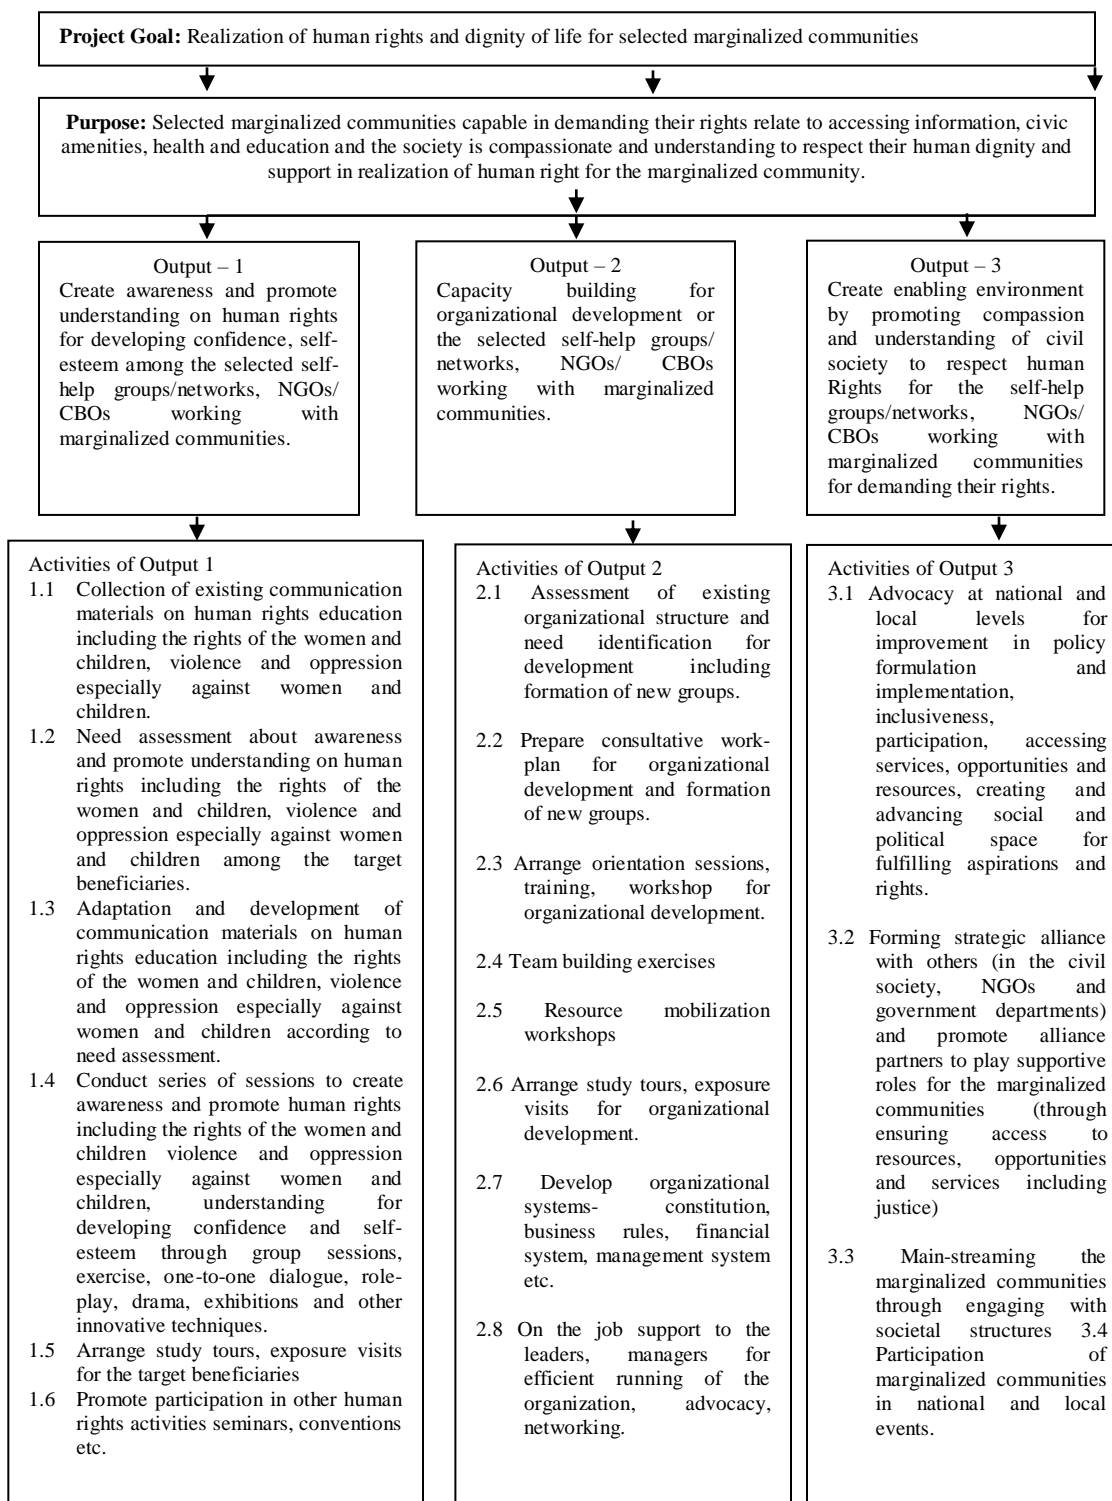 Project Goal: Realization of human rights and dignity of life for selected marginalized communities
Purpose: Selected marginalized communities capable in demanding their rights relate to accessing information, civic
amenities, health and education and the society is compassionate and understanding to respect their human dignity and
support in realization of human right for the marginalized community.
Output – 1
Create awareness and promote
understanding on human rights
for developing confidence, self-
esteem among the selected self-
help groups/networks, NGOs/
CBOs working with
marginalized communities.
Output – 2
Capacity building for
organizational development or
the selected self-help groups/
networks, NGOs/ CBOs
working with marginalized
communities.
Output – 3
Create enabling environment
by promoting compassion
and understanding of civil
society to respect human
Rights for the self-help
groups/networks, NGOs/
CBOs working with
marginalized communities
for demanding their rights.
Activities of Output 1
1.1 Collection of existing communication
materials on human rights education
including the rights of the women and
children, violence and oppression
especially against women and
children.
1.2 Need assessment about awareness
and promote understanding on human
rights including the rights of the
women and children, violence and
oppression especially against women
and children among the target
beneficiaries.
1.3 Adaptation and development of
communication materials on human
rights education including the rights
of the women and children, violence
and oppression especially against
women and children according to
need assessment.
1.4 Conduct series of sessions to create
awareness and promote human rights
including the rights of the women and
children violence and oppression
especially against women and
children, understanding for
developing confidence and self-
esteem through group sessions,
exercise, one-to-one dialogue, role-
play, drama, exhibitions and other
innovative techniques.
1.5 Arrange study tours, exposure visits
for the target beneficiaries
1.6 Promote participation in other human
rights activities seminars, conventions
etc.
Activities of Output 2
2.1 Assessment of existing
organizational structure and
need identification for
development including
formation of new groups.
2.2 Prepare consultative work-
plan for organizational
development and formation
of new groups.
2.3 Arrange orientation sessions,
training, workshop for
organizational development.
2.4 Team building exercises
2.5 Resource mobilization
workshops
2.6 Arrange study tours, exposure
visits for organizational
development.
2.7 Develop organizational
systems- constitution,
business rules, financial
system, management system
etc.
2.8 On the job support to the
leaders, managers for
efficient running of the
organization, advocacy,
networking.
Activities of Output 3
3.1 Advocacy at national and
local levels for
improvement in policy
formulation and
implementation,
inclusiveness,
participation, accessing
services, opportunities and
resources, creating and
advancing social and
political space for
fulfilling aspirations and
rights.
3.2 Forming strategic alliance
with others (in the civil
society, NGOs and
government departments)
and promote alliance
partners to play supportive
roles for the marginalized
communities (through
ensuring access to
resources, opportunities
and services including
justice)
3.3 Main-streaming the
marginalized communities
through engaging with
societal structures 3.4
Participation of
marginalized communities
in national and local
events.